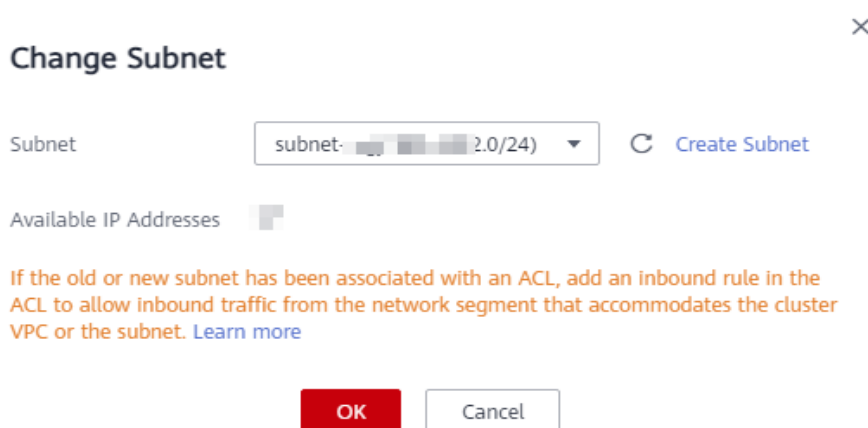 Change Subnet
Subnet subnet- 2.0/24) Create Subnet
Available IP Addresses
If the old or new subnet has been associated with an ACL, add an inbound rule in the
ACL to allow inbound traffic from the network segment that accommodates the cluster
VPC or the subnet. Learn more
OK Cancel